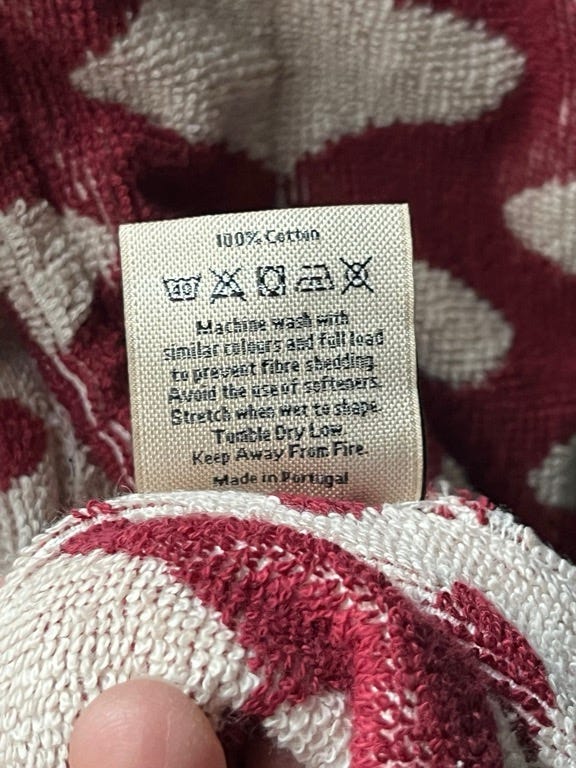 100% Cotton
40
Machine wash with
similar colours and full load
to prevent fibre shedding
Avoid the use of softeners.
Stretch when wet to shape.
Tumble Dry Low
Keep Away From Fire.
Made in Portugal